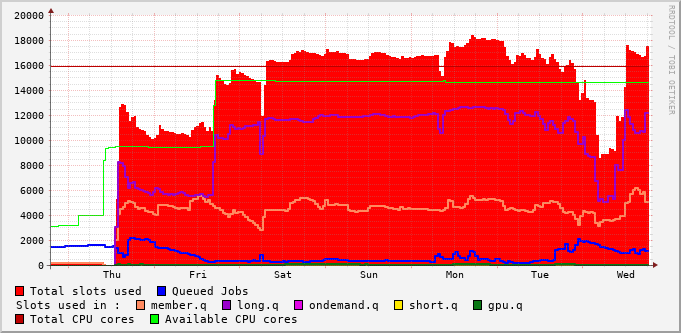 RRDTOOL / TOBI OETIKER
20000
18000
16000
14000
12000
10000
8000
6000
4000
2000
0
Thu Fri Sat Sun Mon Tue Wed
Total slots used Queued Jobs
Slots used in : member.q long.q ondemand.q short.q gpu.q
Total CPU cores Available CPU cores